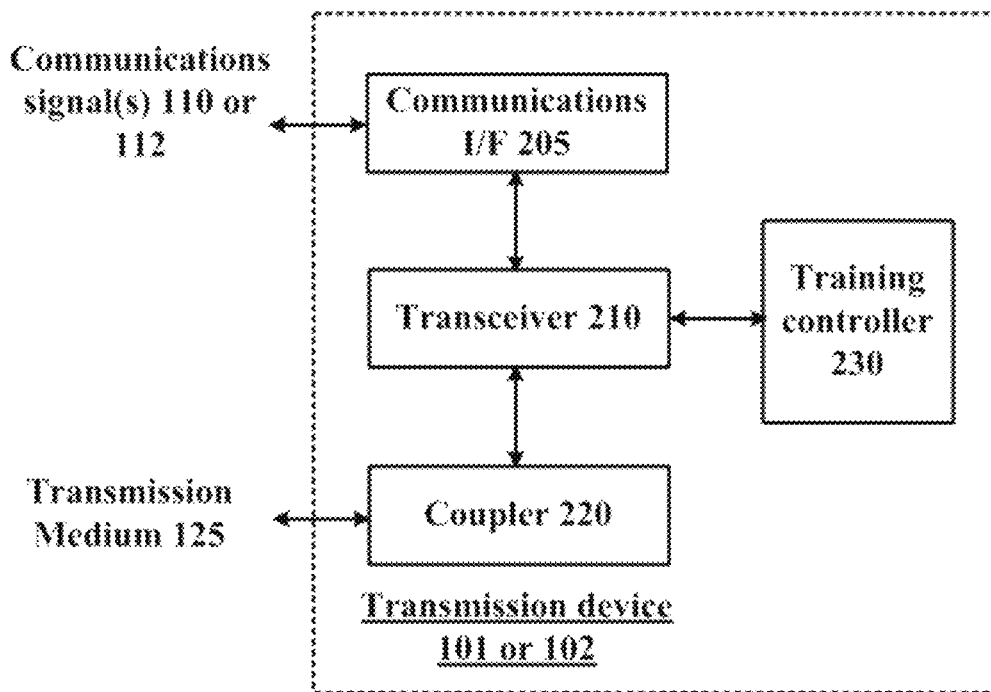 Communications
signal(s) 110 or
112
Communications
I/F 205
Transceiver 210
Training
controller
230
Transmission
Medium 125
Coupler 220
Transmission device
101 or 102